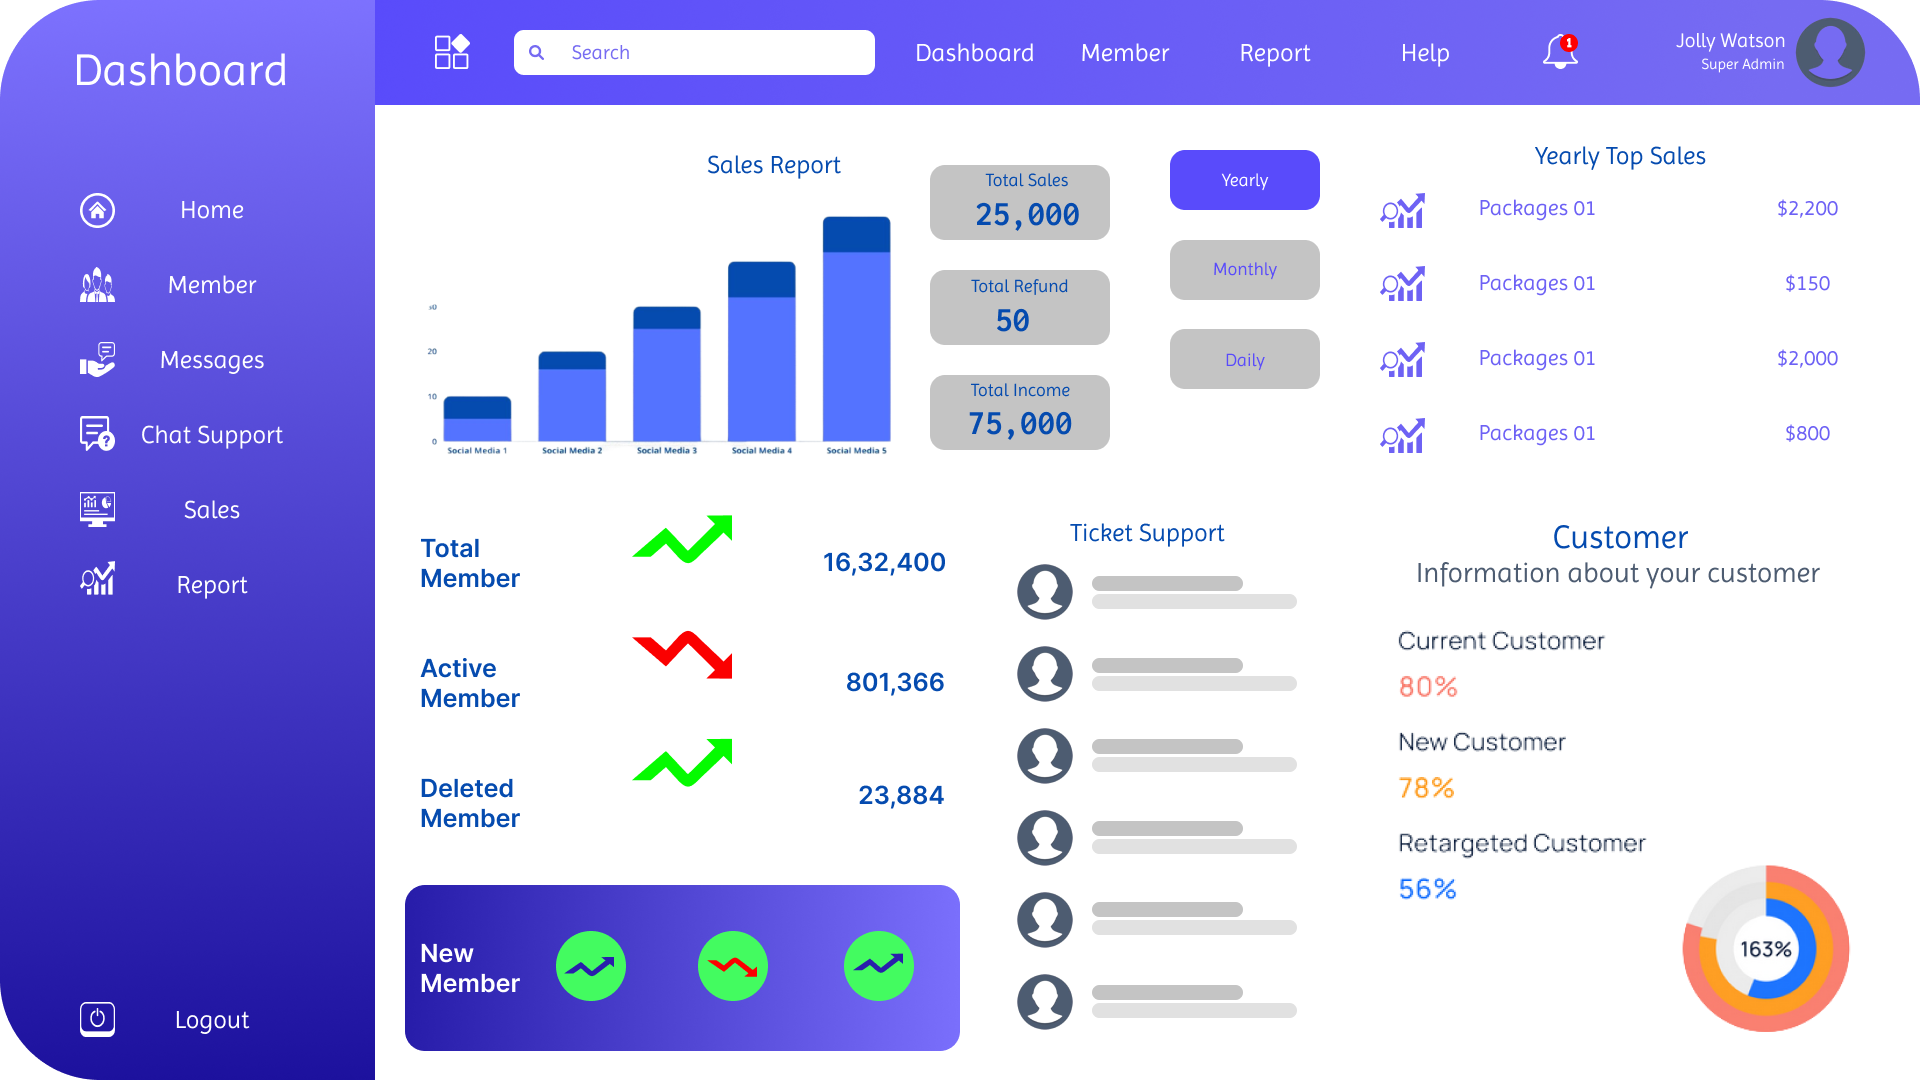 Dashboard
Home
Member
Messages
Chat Support
Sales
Report
Logout
Search
Dashboard
Member
Report
Help
1
Jolly Watson
Super Admin
Sales Report
20
10
0
Social Media 1
Social Media 2
Social Media 3
Social Media 4
Social Media 5
Total Sales
25,000
Total Refund
50
Total Income
75,000
Yearly
Monthly
Daily
Yearly Top Sales
Packages 01 $2,200
Packages 01 $150
Packages 01 $2,000
Packages 01 $800
Total
Member
16,32,400
Active
Member
801,366
Deleted
Member
23,884
New
Member
Ticket Support
Customer
Information about your customer
Current Customer
80%
New Customer
78%
Retargeted Customer
56%
163%